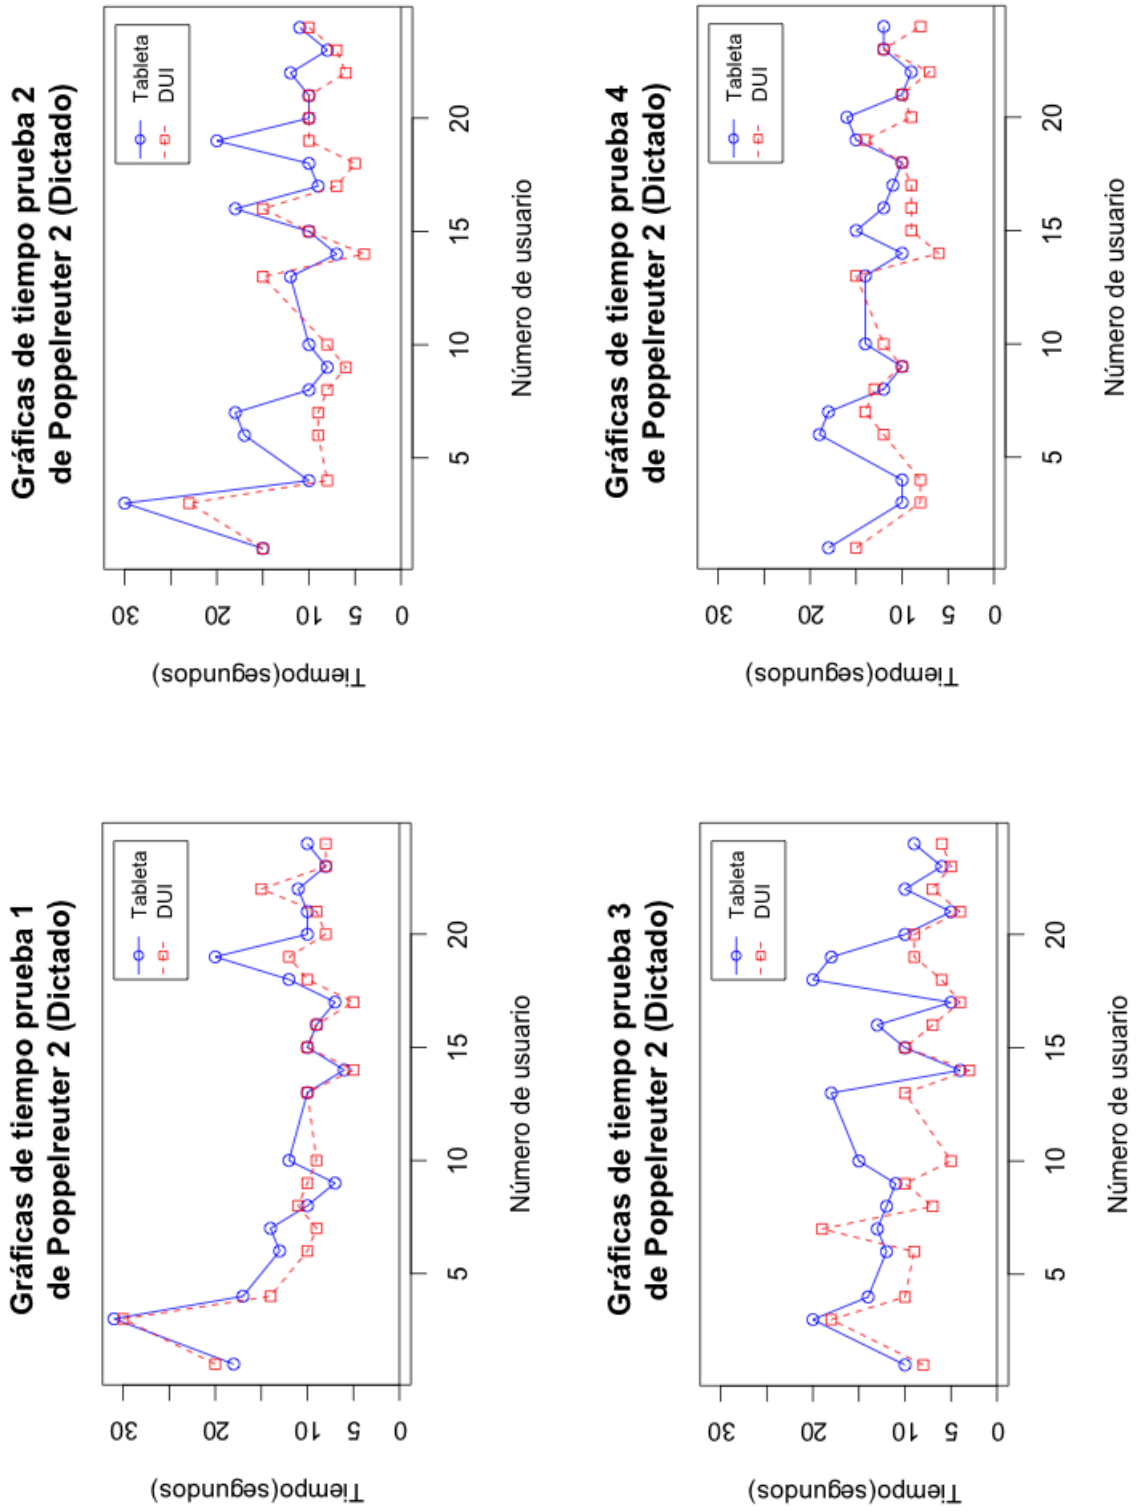 Gráficas de tiempo prueba 1
de Poppelreuter 2 (Dictado)
Tiempo(segundos)
30
20
10
5
0
Tableta
DUI
5
10
15
20
Número de usuario
Gráficas de tiempo prueba 2
de Poppelreuter 2 (Dictado)
Tiempo(segundos)
30
20
10
5
0
Tableta
DUI
5
10
15
20
Número de usuario
Gráficas de tiempo prueba 3
de Poppelreuter 2 (Dictado)
Tiempo(segundos)
30
20
10
5
0
Tableta
DUI
5
10
15
20
Número de usuario
Gráficas de tiempo prueba 4
de Poppelreuter 2 (Dictado)
Tiempo(segundos)
30
20
10
5
0
Tableta
DUI
5
10
15
20
Número de usuario